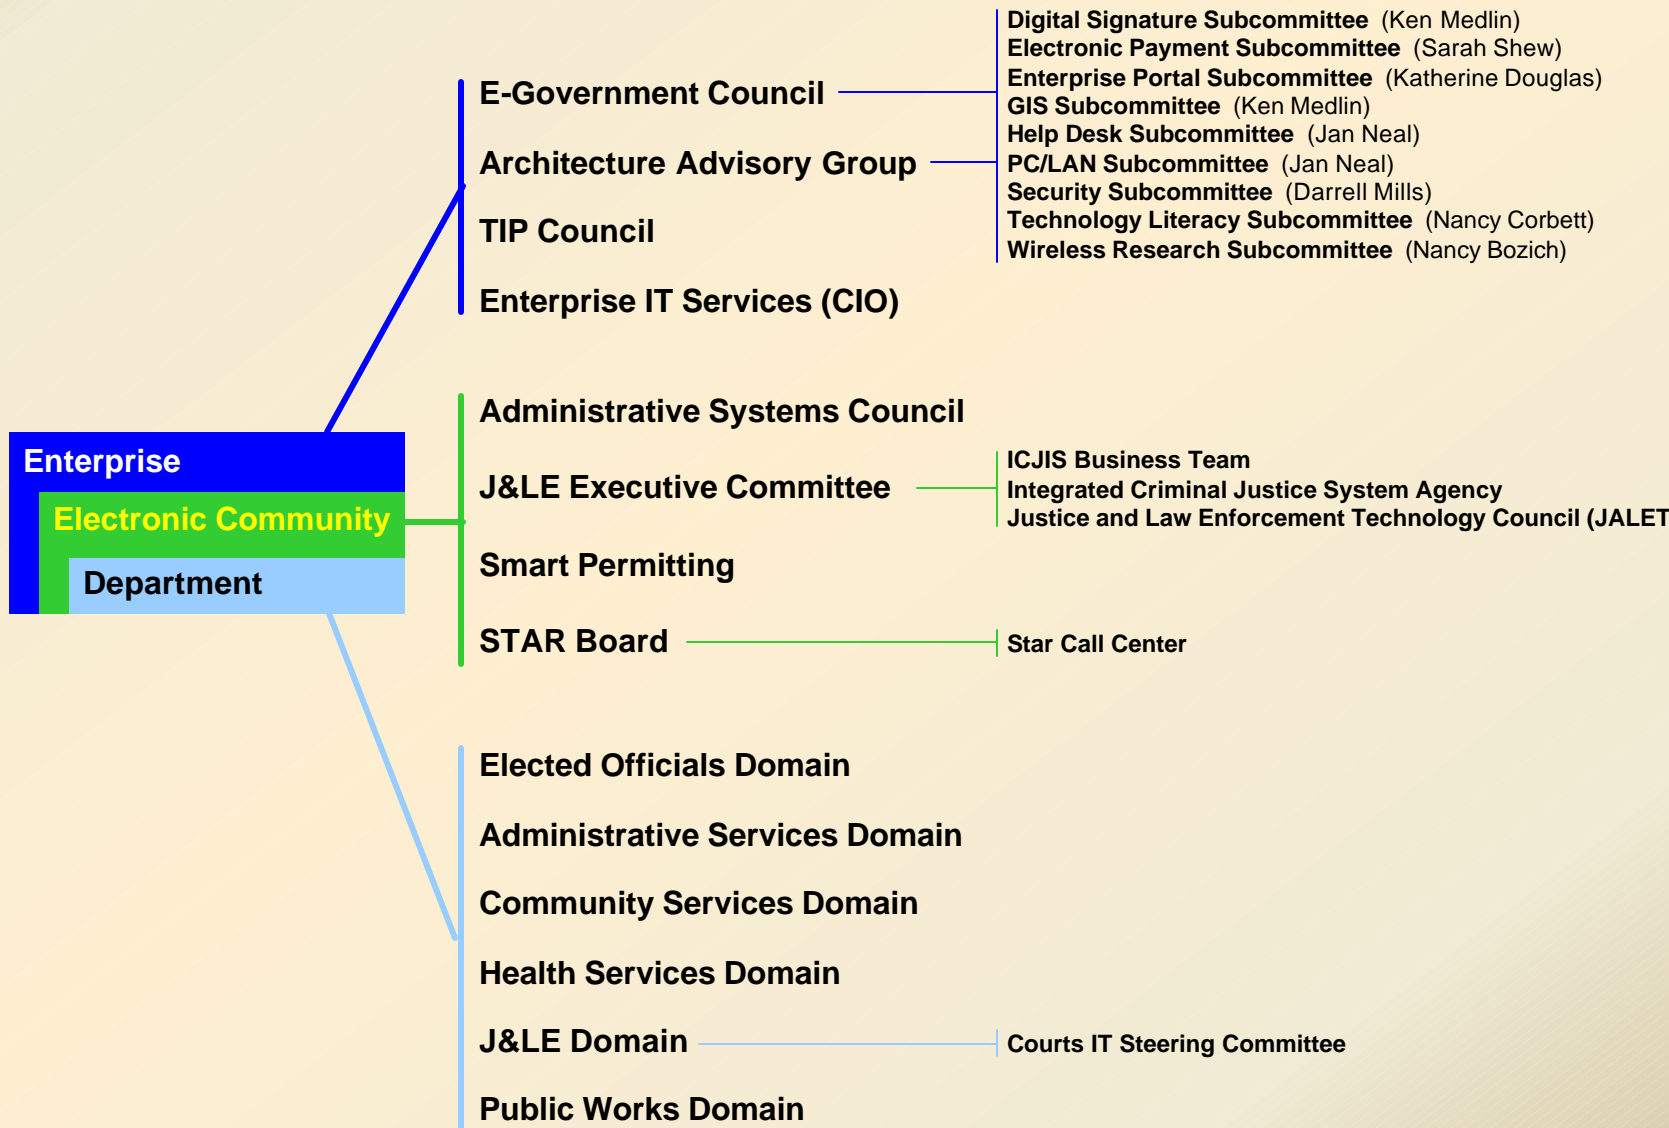 Digital Signature Subcommittee (Ken Medlin)
Electronic Payment Subcommittee (Sarah Shew)
Enterprise Portal Subcommittee (Katherine Douglas)
GIS Subcommittee (Ken Medlin)
Help Desk Subcommittee (Jan Neal)
PC/LAN Subcommittee (Jan Neal)
Security Subcommittee (Darrell Mills)
Technology Literacy Subcommittee (Nancy Corbett)
Wireless Research Subcommittee (Nancy Bozich)
E-Government Council
Architecture Advisory Group
TIP Council
Enterprise IT Services (CIO)
Enterprise
Electronic Community
Department
Administrative Systems Council
J&LE Executive Committee
ICJIS Business Team
Integrated Criminal Justice System Agency
Justice and Law Enforcement Technology Council (JALET
Smart Permitting
STAR Board
Star Call Center
Elected Officials Domain
Administrative Services Domain
Community Services Domain
Health Services Domain
J&LE Domain
Courts IT Steering Committee
Public Works Domain